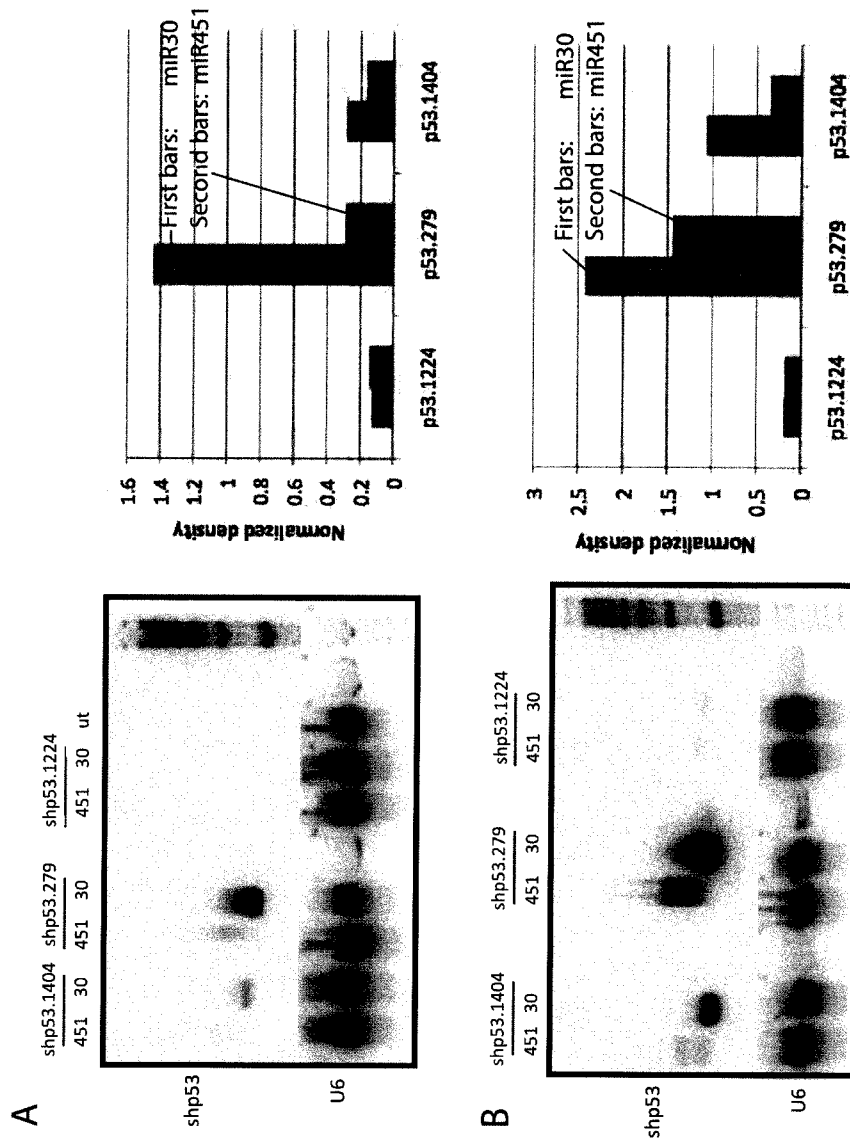 A
shp53.1404 shp53.279 shp53.1224
451 30 451 30 451 30 ut
shp53
U6
Normalized density
1.6
1.4
1.2
1
0.8
0.6
0.4
0.2
0
First bars: miR30
Second bars: miR451
p53.1224 p53.279 p53.1404
B
shp53.1404 shp53.279 shp53.1224
451 30 451 30 451 30
shp53
U6
Normalized density
3
2.5
2
1.5
1
0.5
0
First bars: miR30
Second bars: miR451
p53.1224 p53.279 p53.1404